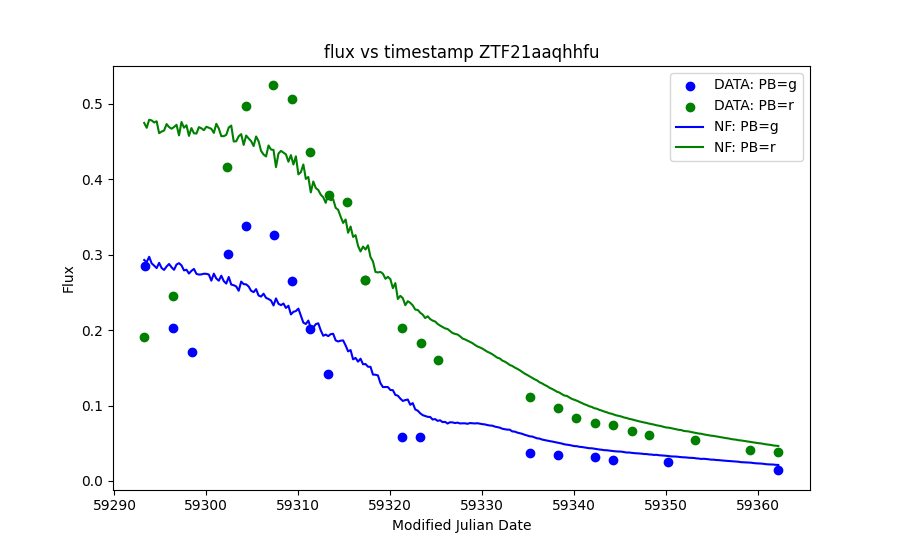 flux vs timestamp ZTF21aaqhhfu
DATA: PB=g
DATA: PB=r
NF: PB=g
NF: PB=r
0.5
0.4
0.3
0.2
0.1
0.0
Flux
59290 59300 59310 59320 59330 59340 59350 59360
Modified Julian Date